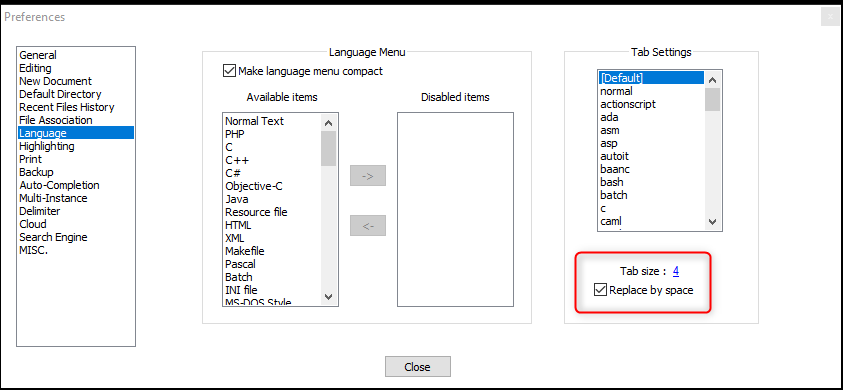 Preferences
General
Editing
New Document
Default Directory
Recent Files History
File Association
Language
Highlighting
Print
Backup
Auto-Completion
Multi-Instance
Delimiter
Cloud
Search Engine
MISC.
Language Menu
Make language menu compact
Available items
Normal Text
PHP
C
C++
C#
Objective-C
Java
Resource file
HTML
XML
Makefile
Pascal
Batch
INI file
MS-DOS Style
->
<-
Disabled items
Tab Settings
[Default]
normal
actionscript
ada
asm
asp
autoit
baanc
bash
batch
c
caml
Tab size : 4
Replace by space
Close